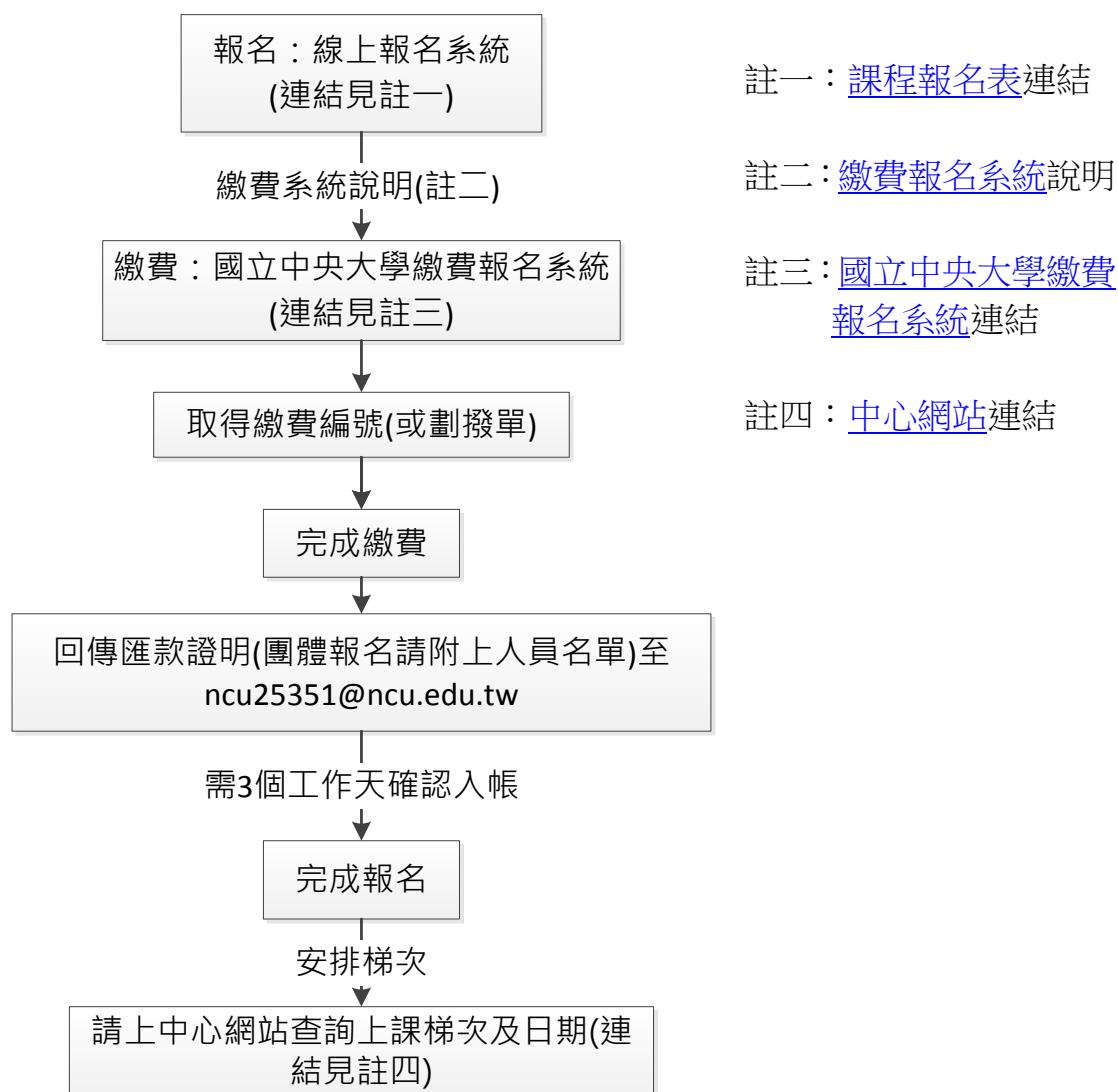 報名：線上報名系統
(連結見註一)
繳費系統說明(註二)
繳費：國立中央大學繳費報名系統
(連結見註三)
取得繳費編號(或劃撥單)
完成繳費
回傳匯款證明(團體報名請附上人員名單)至
ncu25351@ncu.edu.tw
需3個工作天確認入帳
完成報名
安排梯次
請上中心網站查詢上課梯次及日期(連
結見註四)
註一：課程報名表連結
註二：繳費報名系統說明
註三：國立中央大學繳費
報名系統連結
註四：中心網站連結